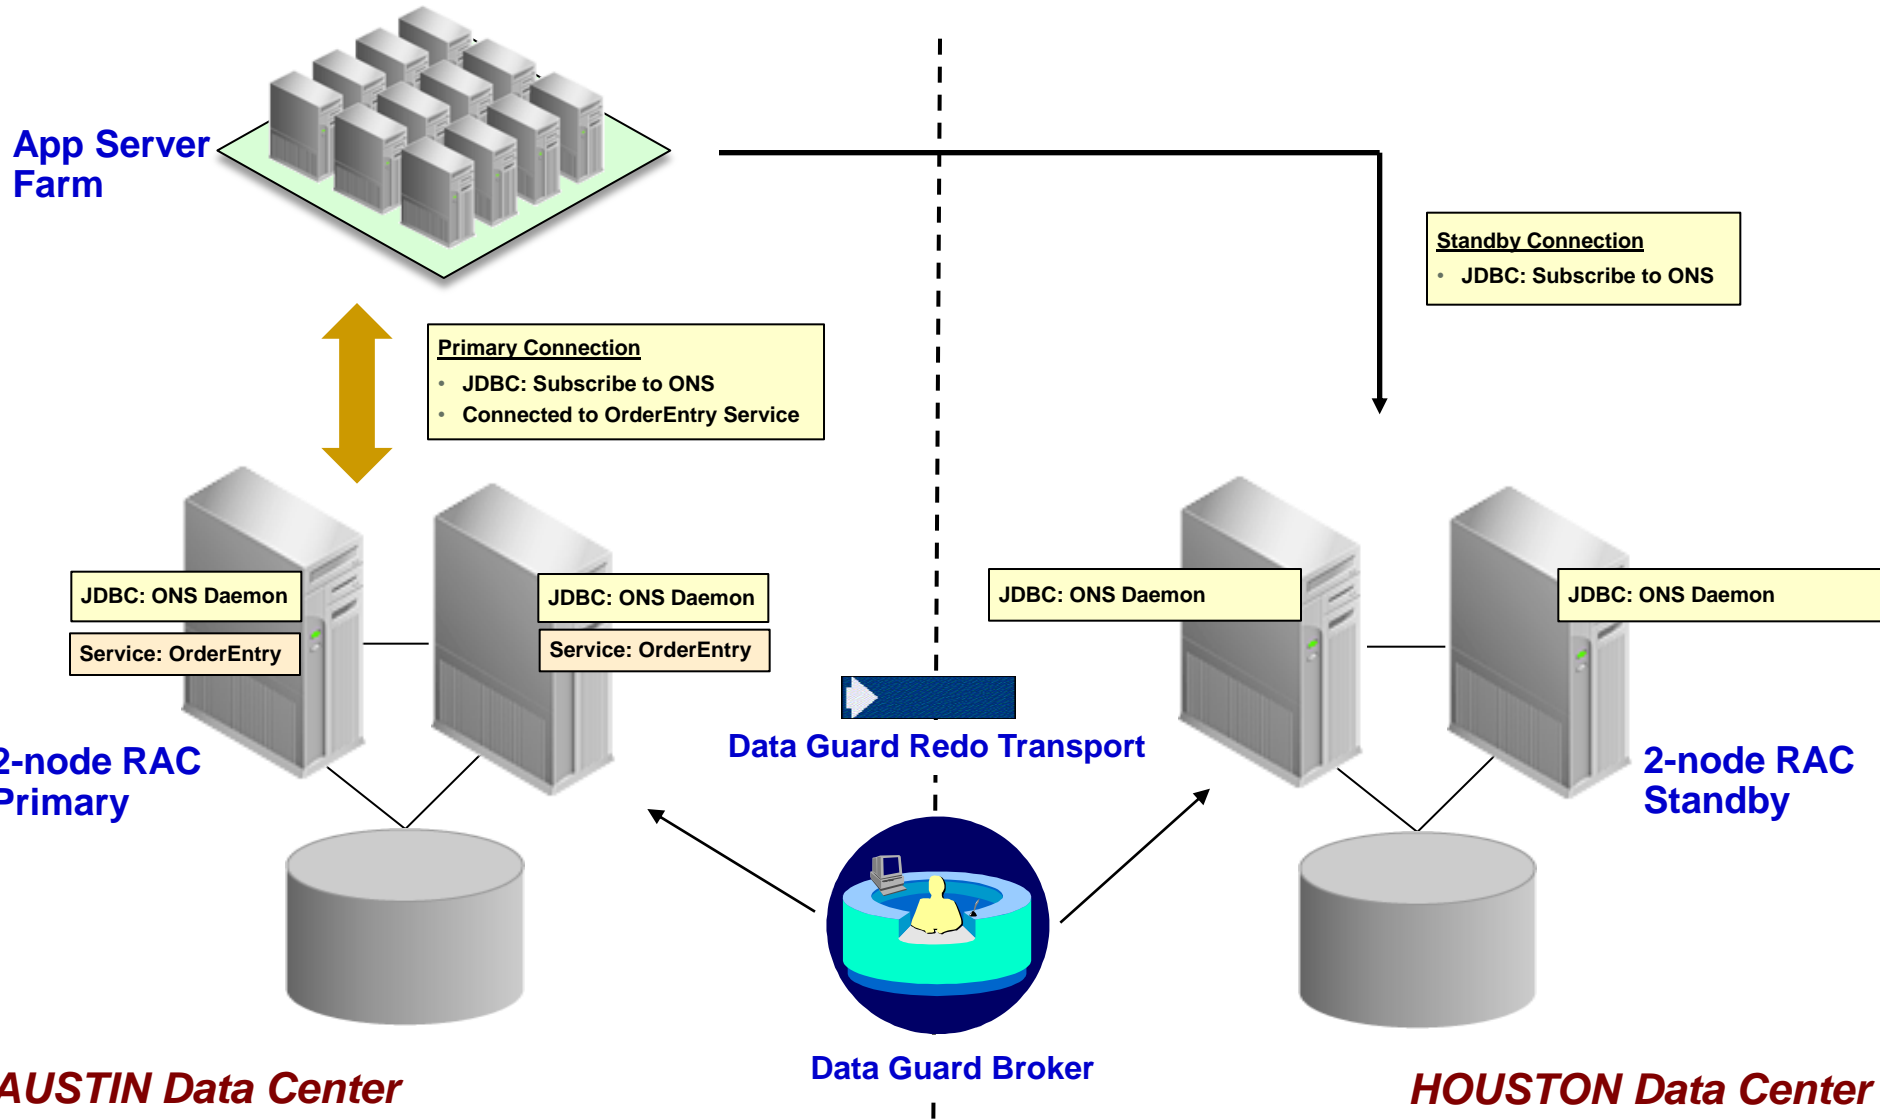 App Server
Farm
Standby Connection
• JDBC: Subscribe to ONS
Primary Connection
• JDBC: Subscribe to ONS
• Connected to OrderEntry Service
JDBC: ONS Daemon
Service: OrderEntry
JDBC: ONS Daemon
Service: OrderEntry
JDBC: ONS Daemon
JDBC: ONS Daemon
2-node RAC
Primary
Data Guard Redo Transport
2-node RAC
Standby
Data Guard Broker
AUSTIN Data Center
HOUSTON Data Center